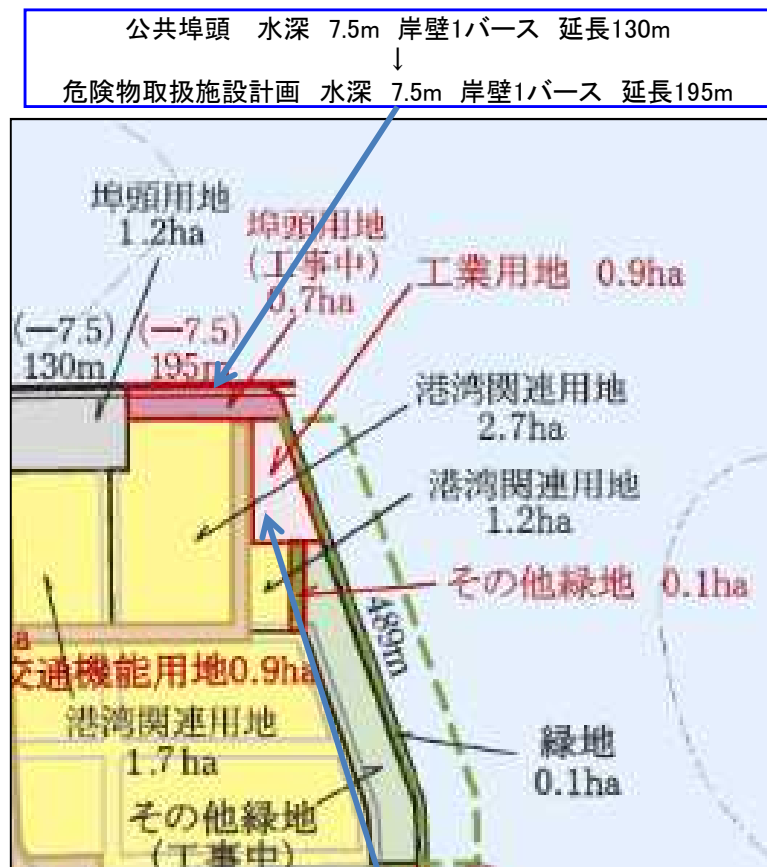 公共埠頭 水深 7.5m 岸壁1バース 延長130m
↓
危険物取扱施設計画 水深 7.5m 岸壁1バース 延長195m
埠頭用地
1.2ha
埠頭用地
(工事中)
0.7ha
工業用地 0.9ha
(-7.5)
130m
(-7.5)
195m
港湾関連用地
2.7ha
港湾関連用地
1.2ha
その他緑地 0.1ha
489m
a
交通機能用地0.9ha
港湾関連用地
1.7ha
緑地
0.1ha
その他緑地
(工事中)